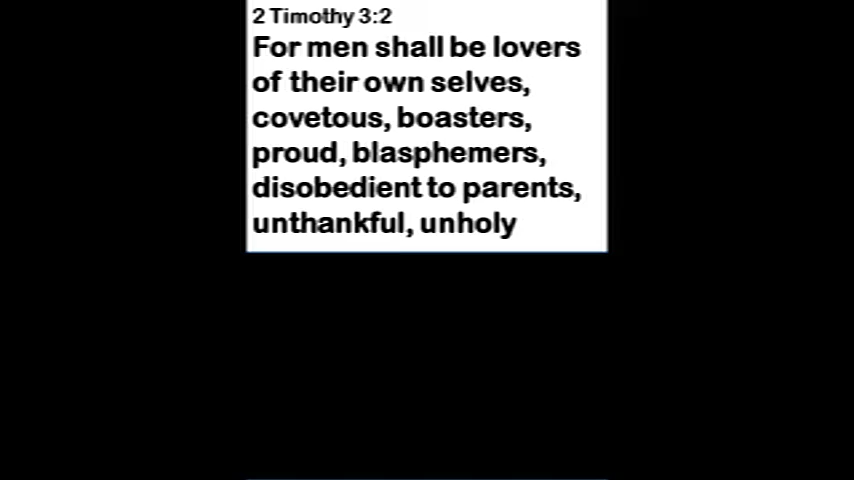 2 Timothy 3:2
For men shall be lovers
of their own selves,
covetous, boasters,
proud, blasphemers,
disobedient to parents,
unthankful, unholy